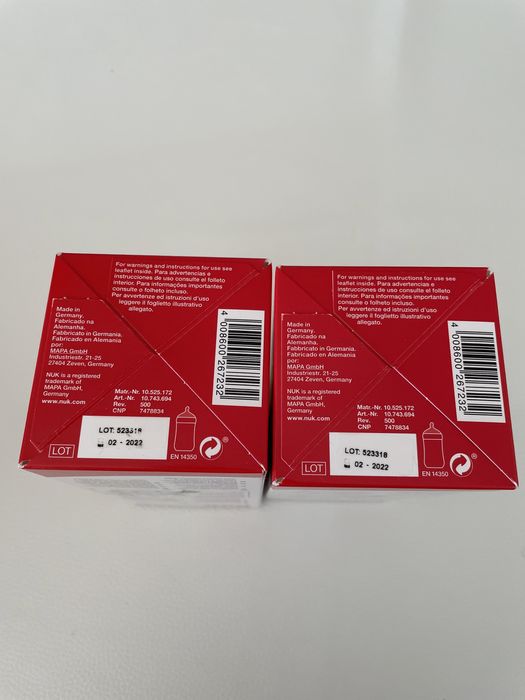 For warnings and instructions for use see
leaflet inside. Para advertencias e
instrucciones de uso consulte el folleto
interior. Para informações importantes
consulte o folheto incluso.
Per avvertenze ed istruzioni d'uso
leggere il foglietto illustrativo
allegato.
Made in
Germany.
Fabricado na
Alemanha.
Fabbricato in Germania.
Fabricado en Alemania
por:
MAPA GmbH
Industriestr. 21-25
27404 Zeven, Germany
NUK is a registered
trademark of
MAPA GmbH,
Germany
www.nuk.com
Matr.-Nr. 10.525.172
Art.-Nr. 10.743.694
Rev. 500
CNP 7478834
4 008600 267232
LOT
LOT: 523318
02 - 2022
EN 14350
®
For warnings and instructions for use see
leaflet inside. Para advertencias e
instrucciones de uso consulte el folleto
interior. Para informações importantes
consulte o folheto incluso.
Per avvertenze ed istruzioni d'uso
leggere il foglietto illustrativo
allegato.
Made in
Germany.
Fabricado na
Alemanha.
Fabbricato in Germania.
Fabricado en Alemania
por:
MAPA GmbH
Industriestr. 21-25
27404 Zeven, Germany
NUK is a registered
trademark of
MAPA GmbH,
Germany
www.nuk.com
Matr.-Nr. 10.525.172
Art.-Nr. 10.743.694
Rev. 500
CNP 7478834
4 008600 267232
LOT
LOT: 523318
02 - 2022
EN 14350
®